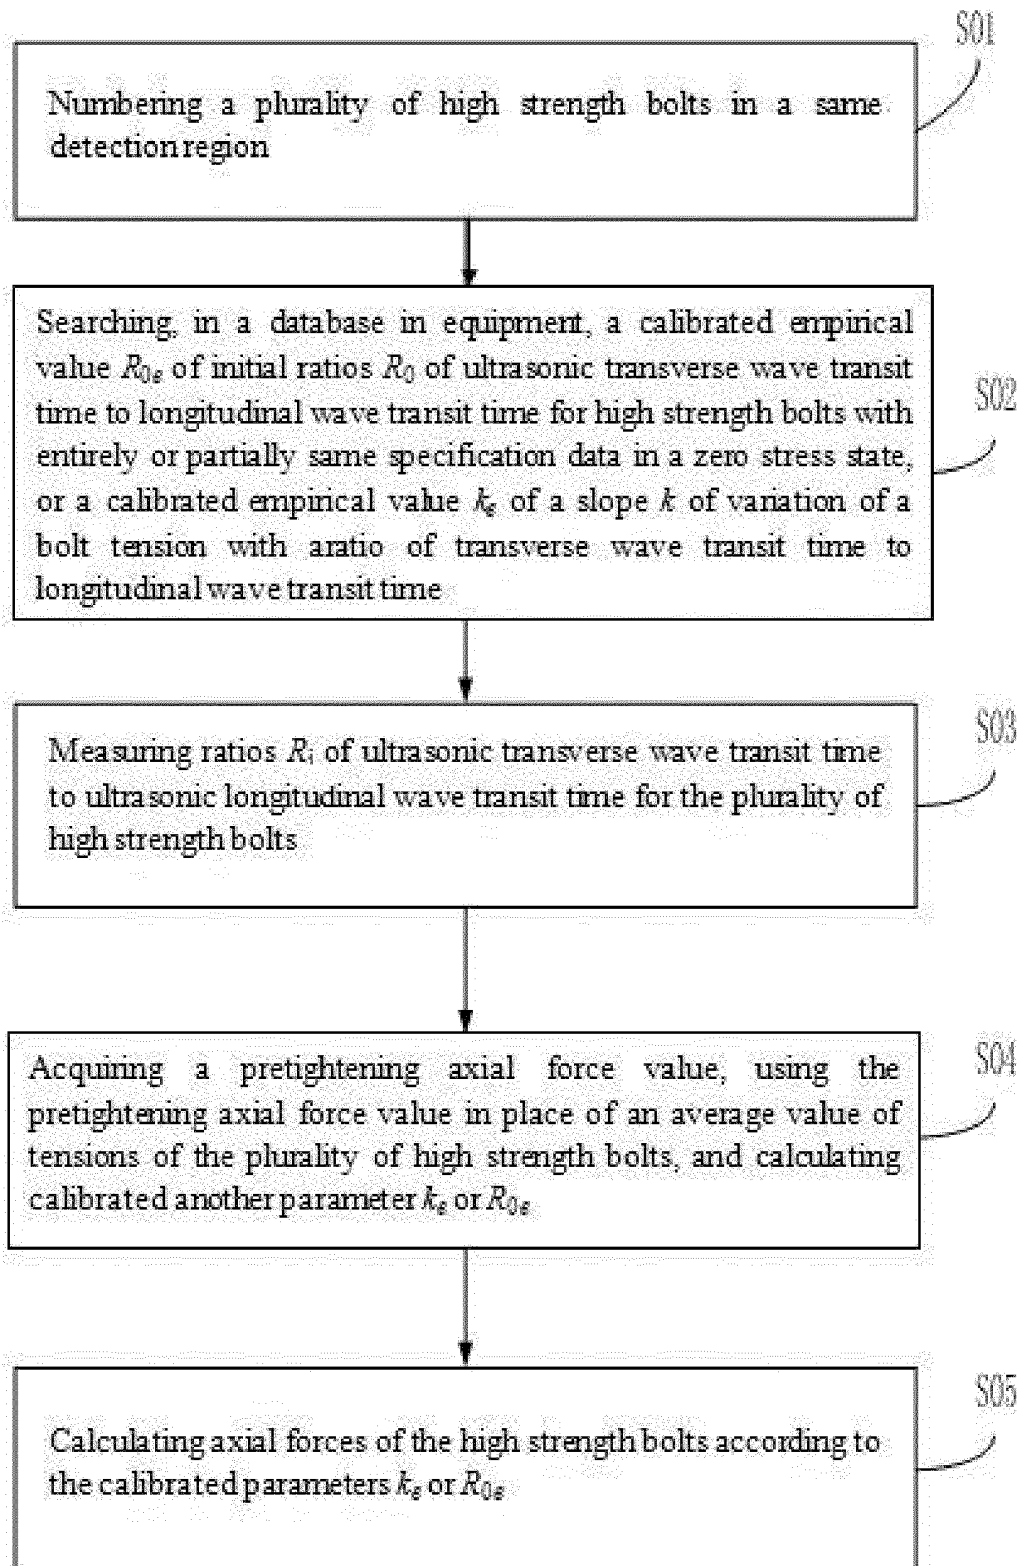 S01
Numbering a plurality of high strength bolts in a same
detection region
Searching, in a database in equipment, a calibrated empirical
value R0e of initial ratios R0 of ultrasonic transverse wave transit
time to longitudinal wave transit time for high strength bolts with
entirely or partially same specification data in a zero stress state,
or a calibrated empirical value ke of a slope k of variation of a
bolt tension with aratio of transverse wave transit time to
longitudinal wave transit time
S02
Measuring ratios Ri of ultrasonic transverse wave transit time
to ultrasonic longitudinal wave transit time for the plurality of
high strength bolts
S03
Acquiring a pretightening axial force value, using the
pretightening axial force value in place of an average value of
tensions of the plurality of high strength bolts, and calculating
calibrated another parameter ke or R0e
S04
Calculating axial forces of the high strength bolts according to
the calibrated parameters ke or R0e
S05